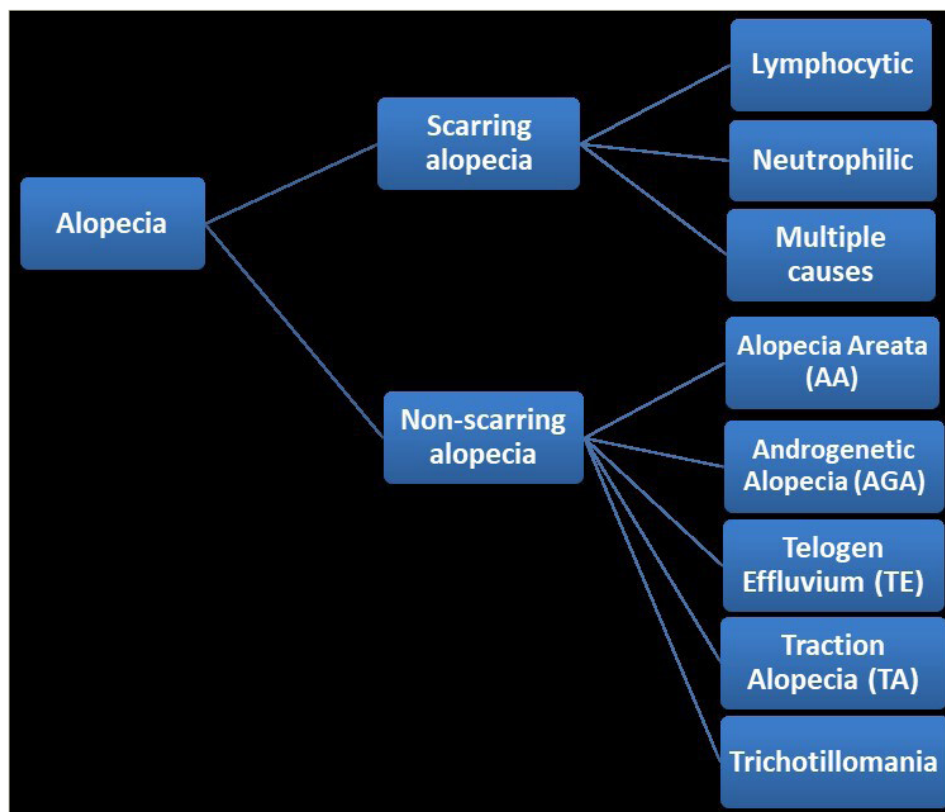 Alopecia
Scarring
alopecia
Lymphocytic
Neutrophilic
Multiple
causes
Non-scarring
alopecia
Alopecia Areata
(AA)
Androgenetic
Alopecia (AGA)
Telogen
Effluvium (TE)
Traction
Alopecia (TA)
Trichotillomania